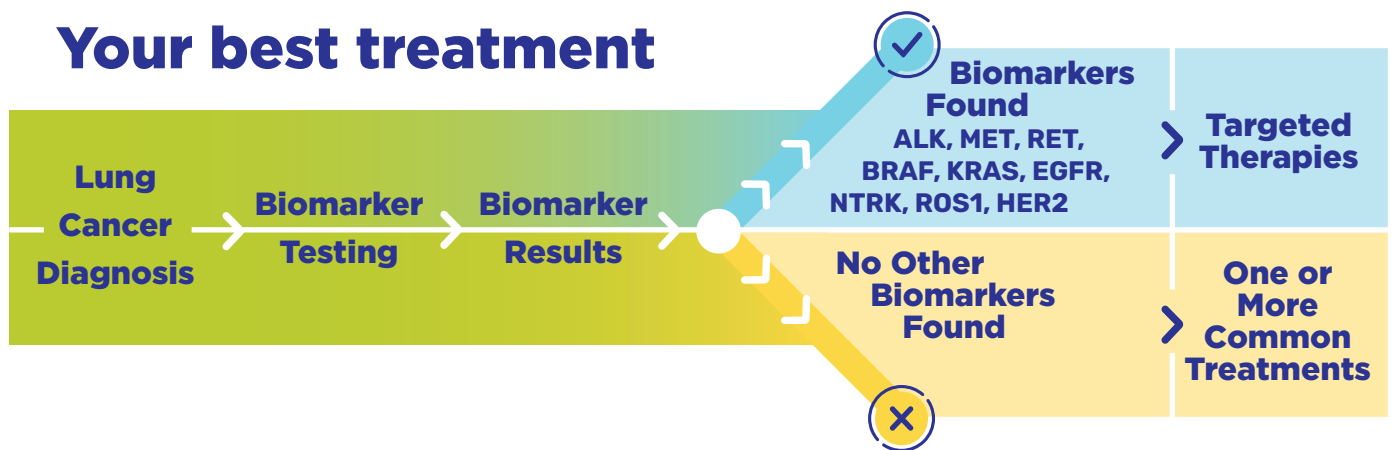 Your best treatment
Lung
Cancer
Diagnosis
Biomarker
Testing
Biomarker
Results
Biomarkers
Found
ALK, MET, RET,
BRAF, KRAS, EGFR,
NTRK, ROS1, HER2
Targeted
Therapies
No Other
Biomarkers
Found
One or
More
Common
Treatments